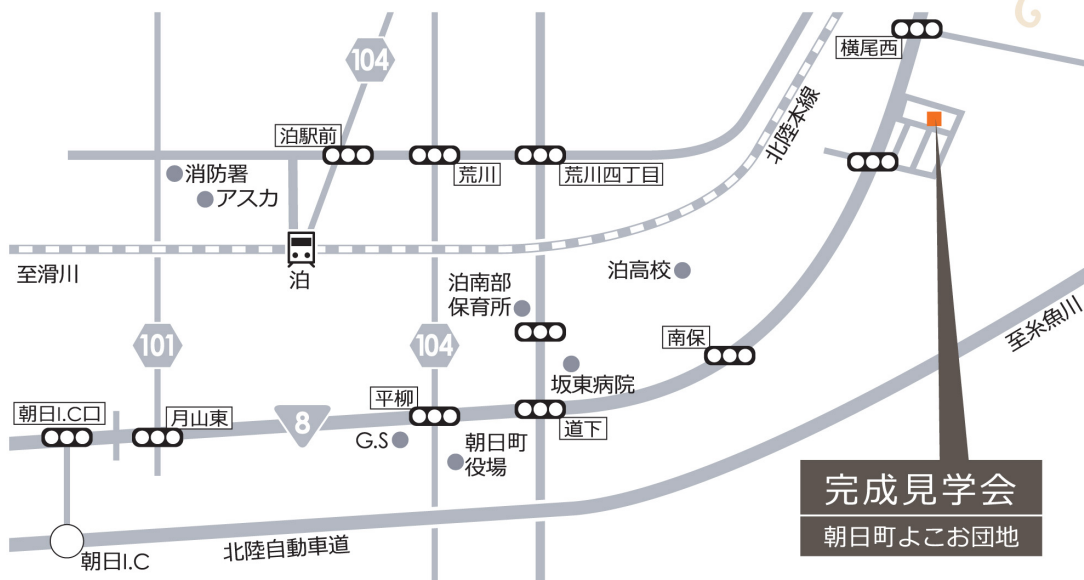 横尾西
104
泊駅前
荒川
荒川四丁目
北陸本線
消防署
アスカ
至滑川
泊
泊高校
泊南部
保育所
101
104
南保
至糸魚川
坂東病院
朝日I.C口
月山東
8
平柳
道下
G.S
朝日町
役場
完成見学会
朝日町よこお団地
北陸自動車道
朝日I.C